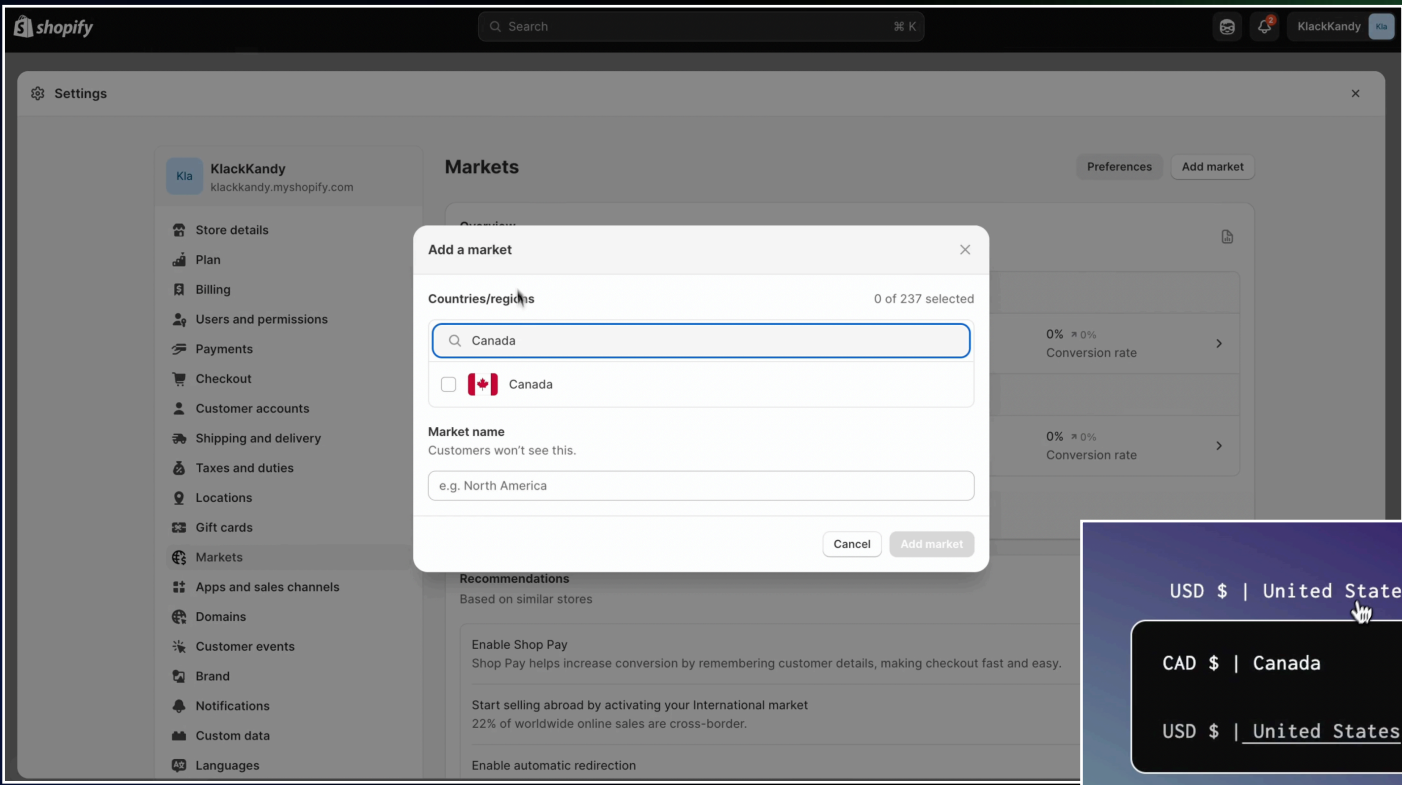 shopify
Search
⌘ K
2
KlackKandy
Kla
Settings
Kla
KlackKandy
klackkandy.myshopify.com
Store details
Plan
Billing
Users and permissions
Payments
Checkout
Customer accounts
Shipping and delivery
Taxes and duties
Locations
Gift cards
Markets
Apps and sales channels
Domains
Customer events
Brand
Notifications
Custom data
Languages
Markets
Preferences
Add market
Add a market
Countries/regions
0 of 237 selected
Canada
Canada
Market name
Customers won't see this.
e.g. North America
Cancel
Add market
0% ↗ 0%
Conversion rate
0% ↗ 0%
Conversion rate
Recommendations
Based on similar stores
Enable Shop Pay
Shop Pay helps increase conversion by remembering customer details, making checkout fast and easy.
Start selling abroad by activating your International market
22% of worldwide online sales are cross-border.
Enable automatic redirection
USD $ | United State
CAD $ | Canada
USD $ | United States